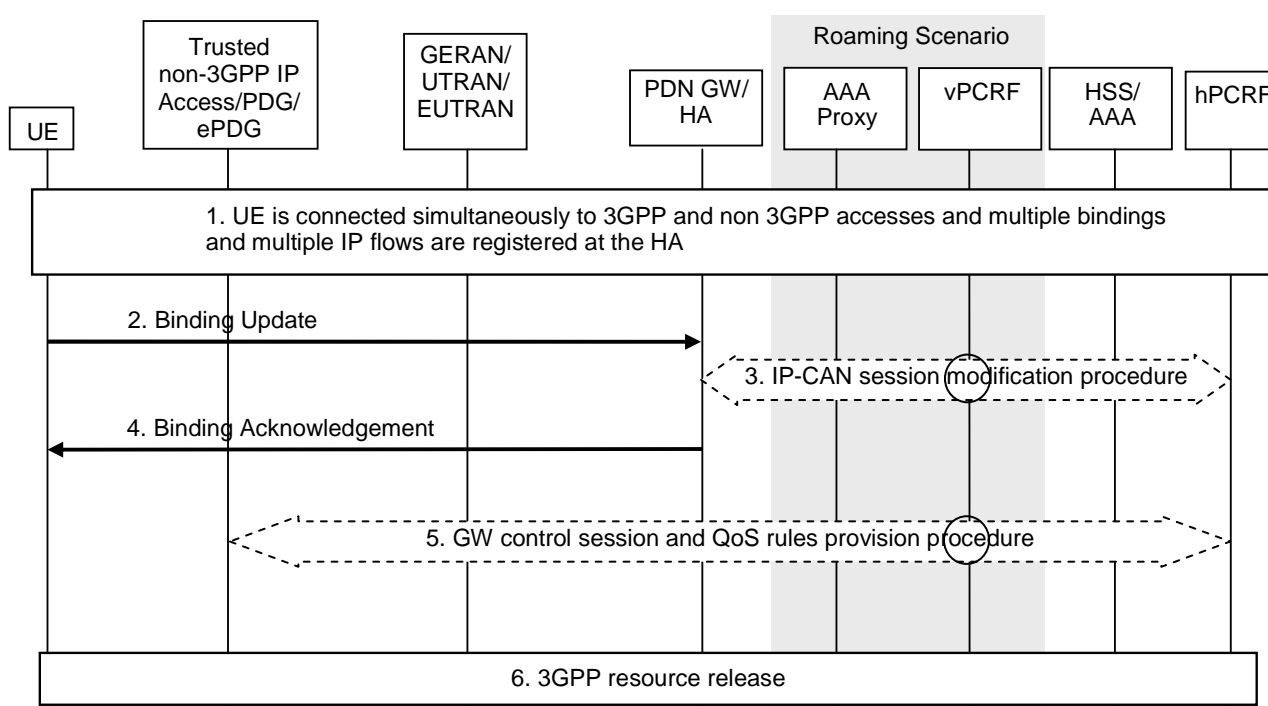 Roaming Scenario
UE
Trusted
non-3GPP IP
Access/PDG/
ePDG
GERAN/
UTRAN/
EUTRAN
PDN GW/
HA
AAA
Proxy
vPCRF
HSS/
AAA
hPCRF
1. UE is connected simultaneously to 3GPP and non 3GPP accesses and multiple bindings
and multiple IP flows are registered at the HA
2. Binding Update
3. IP-CAN session modification procedure
4. Binding Acknowledgement
5. GW control session and QoS rules provision procedure
6. 3GPP resource release